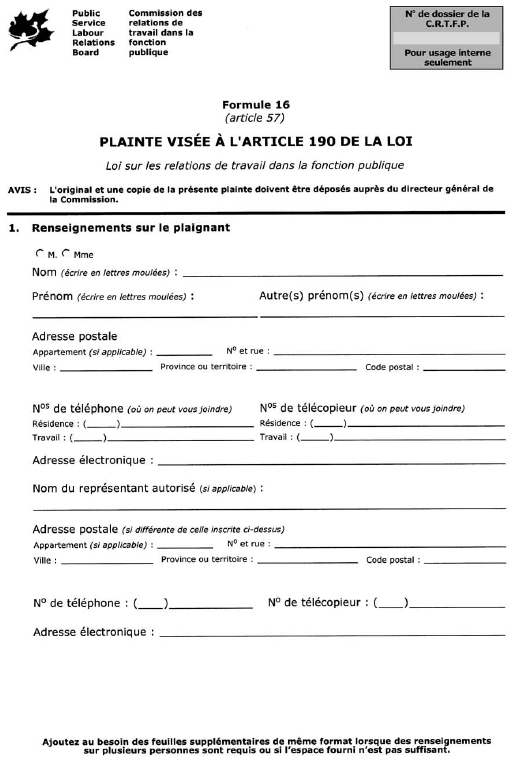 Public
Service
Labour
Relations
Board
Commission des
relations de
travail dans la
fonction
publique
N° de dossier de la
C.R.T.F.P.
Pour usage interne
seulement
Formule 16
(article 57)
PLAINTE VISÉE À L'ARTICLE 190 DE LA LOI
Loi sur les relations de travail dans la fonction publique
AVIS : L'original et une copie de la présente plainte doivent être déposés auprès du directeur général de
la Commission.
1. Renseignements sur le plaignant
M. Mme
Nom (écrire en lettres moulées) :
Prénom (écrire en lettres moulées) : Autre(s) prénom(s) (écrire en lettres moulées) :
Adresse postale
Appartement (si applicable) : N° et rue :
Ville : Province ou territoire : Code postal :
Nos de téléphone (où on peut vous joindre) Nos de télécopieur (où on peut vous joindre)
Résidence : (____) Résidence : (____)
Travail : (____) Travail : (____)
Adresse électronique :
Nom du représentant autorisé (si applicable) :
Adresse postale (si différente de celle inscrite ci-dessus)
Appartement (si applicable) : N° et rue :
Ville : Province ou territoire : Code postal :
N° de téléphone : (____) N° de télécopieur : (____)
Adresse électronique :
Ajoutez au besoin des feuilles supplémentaires de même format lorsque des renseignements
sur plusieurs personnes sont requis ou si l'espace fourni n'est pas suffisant.